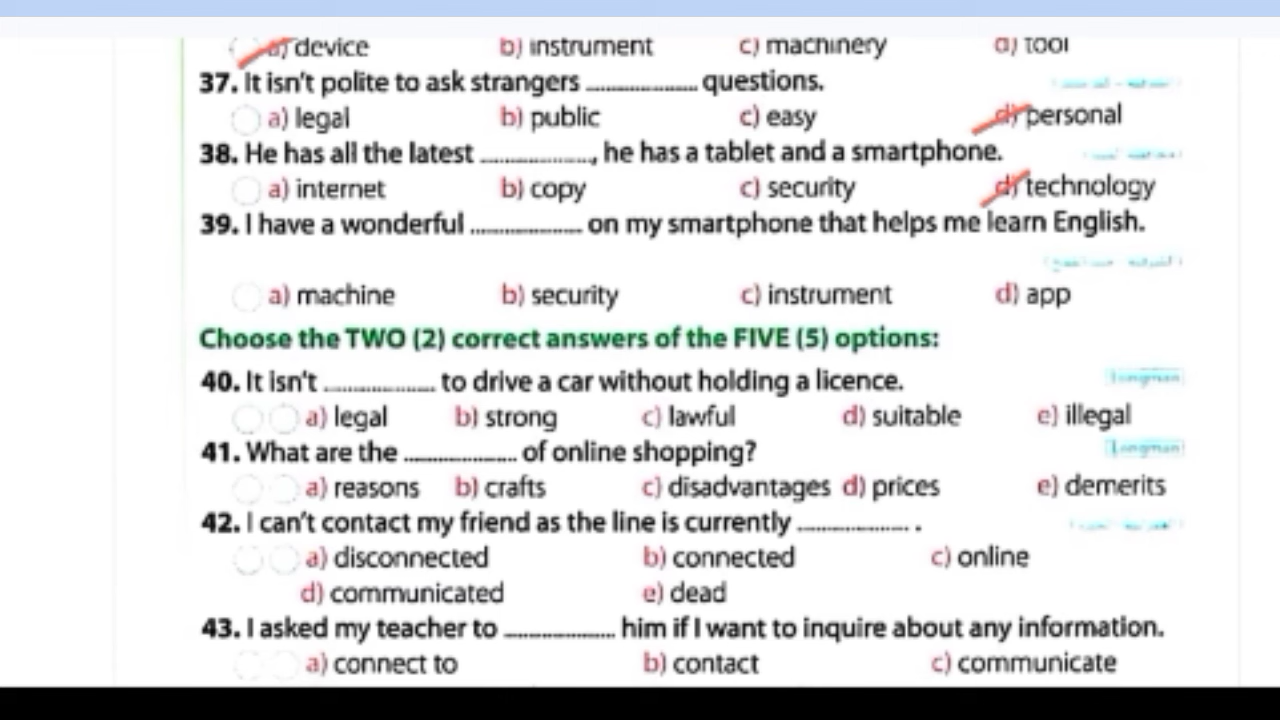 a) device b) instrument c) machinery d) tool
37. It isn't polite to ask strangers .................. questions.
a) legal b) public c) easy d) personal
38. He has all the latest .................., he has a tablet and a smartphone.
a) internet b) copy c) security d) technology
39. I have a wonderful .................. on my smartphone that helps me learn English.
a) machine b) security c) instrument d) app
Choose the TWO (2) correct answers of the FIVE (5) options:
40. It isn't .................. to drive a car without holding a licence.
Longman
a) legal b) strong c) lawful d) suitable e) illegal
41. What are the .................. of online shopping?
Longman
a) reasons b) crafts c) disadvantages d) prices e) demerits
42. I can't contact my friend as the line is currently .................. .
a) disconnected b) connected c) online
d) communicated e) dead
43. I asked my teacher to .................. him if I want to inquire about any information.
a) connect to b) contact c) communicate